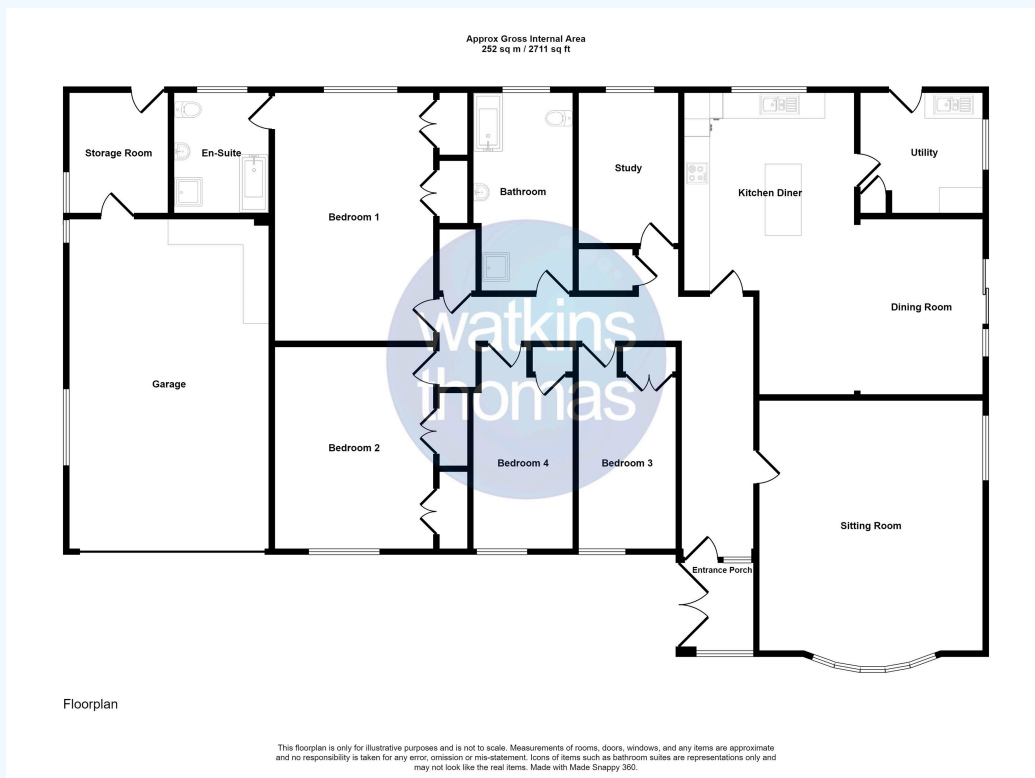 Approx Gross Internal Area
252 sq m / 2711 sq ft
Storage Room
En-Suite
Bedroom 1
Bathroom
Study
Kitchen Diner
Utility
Dining Room
Garage
watkins
thomas
Bedroom 2
Bedroom 4
Bedroom 3
Sitting Room
Entrance Porch
Floorplan
This floorplan is only for illustrative purposes and is not to scale. Measurements of rooms, doors, windows, and any items are approximate
and no responsibility is taken for any error, omission or mis-statement. Icons of items such as bathroom suites are representations only and
may not look like the real items. Made with Made Snappy 360.